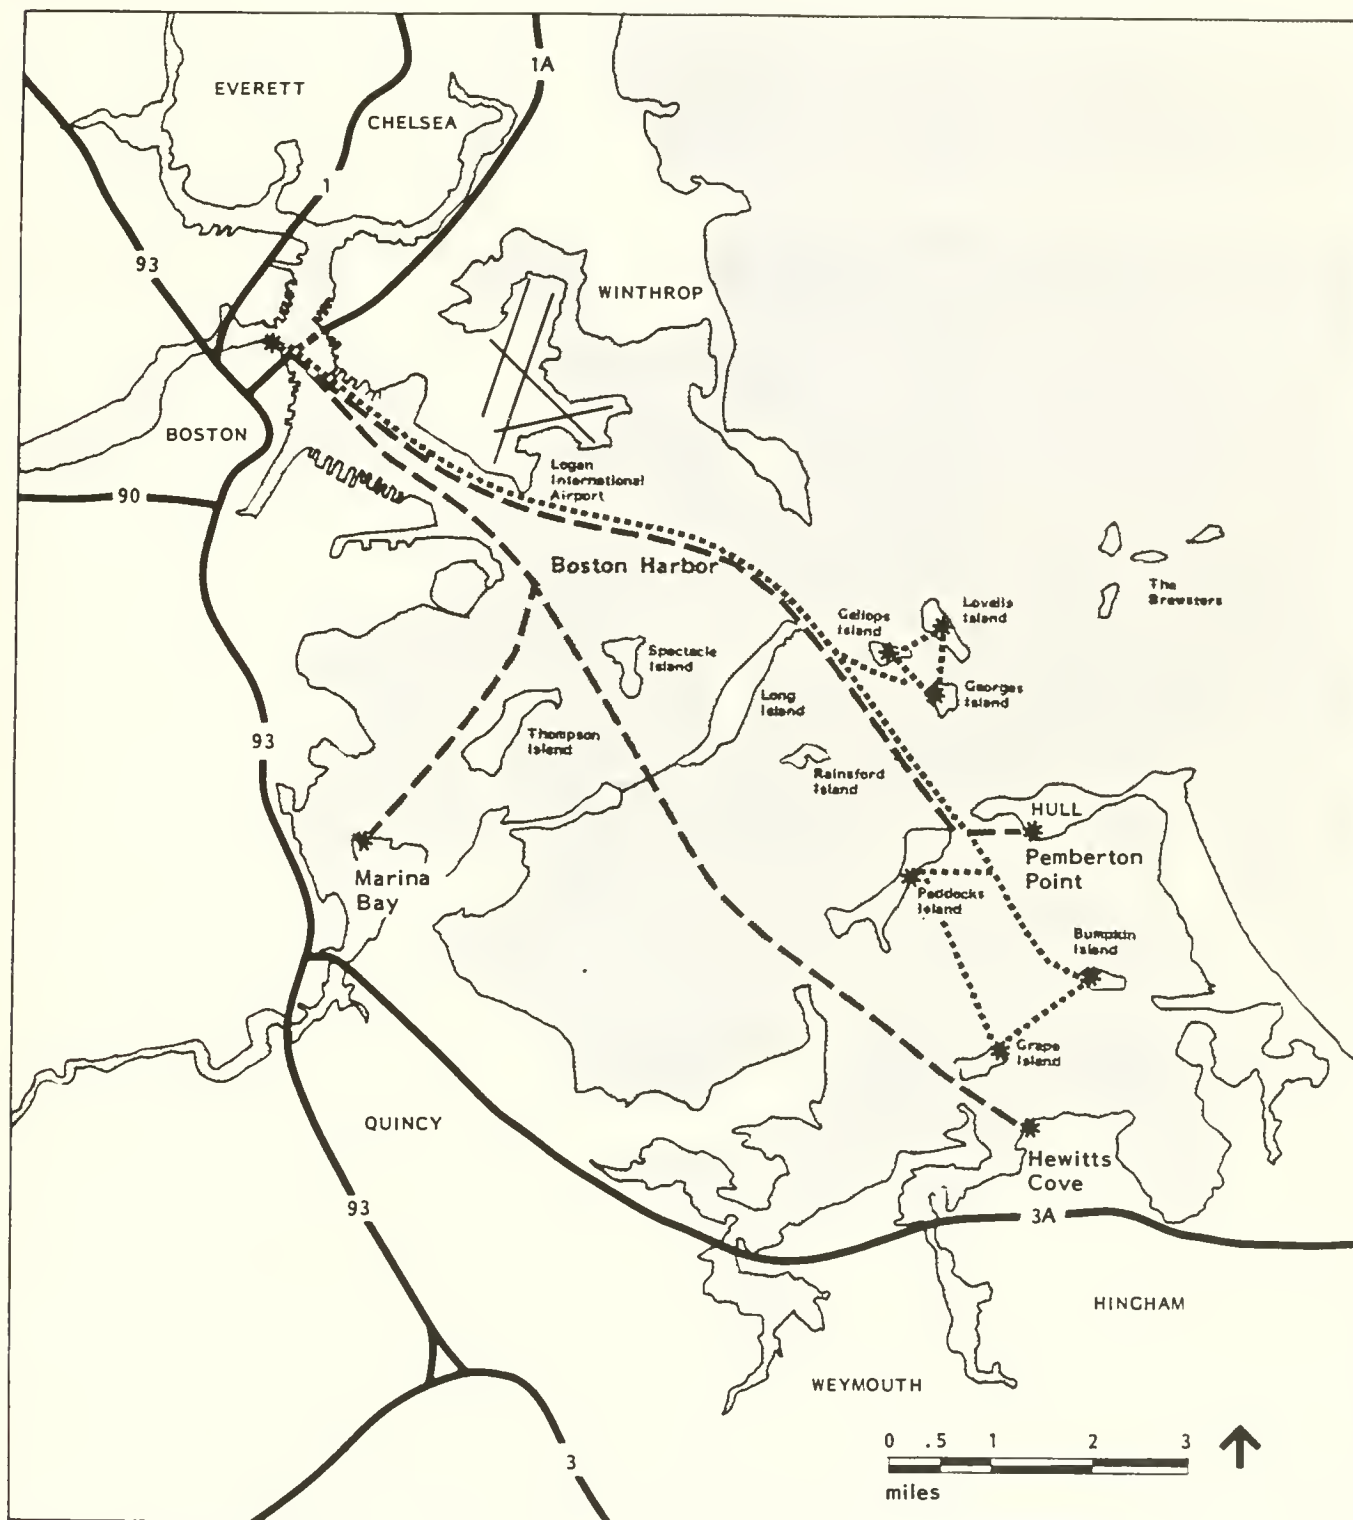 1A
EVERETT
CHELSEA
1
93
WINTHROP
BOSTON
Logan
International
Airport
90
Boston Harbor
The
Brewsters
Lovells
Island
Gallops
Island
Spectacle
Island
Georges
Island
Long
Island
Thompson
Island
93
Rainsford
Island
HULL
Pemberton
Point
Marina
Bay
Peddocks
Island
Bumpkin
Island
Grape
Island
QUINCY
Hewitts
Cove
93
3A
HINGHAM
WEYMOUTH
0 .5 1 2 3
miles
3